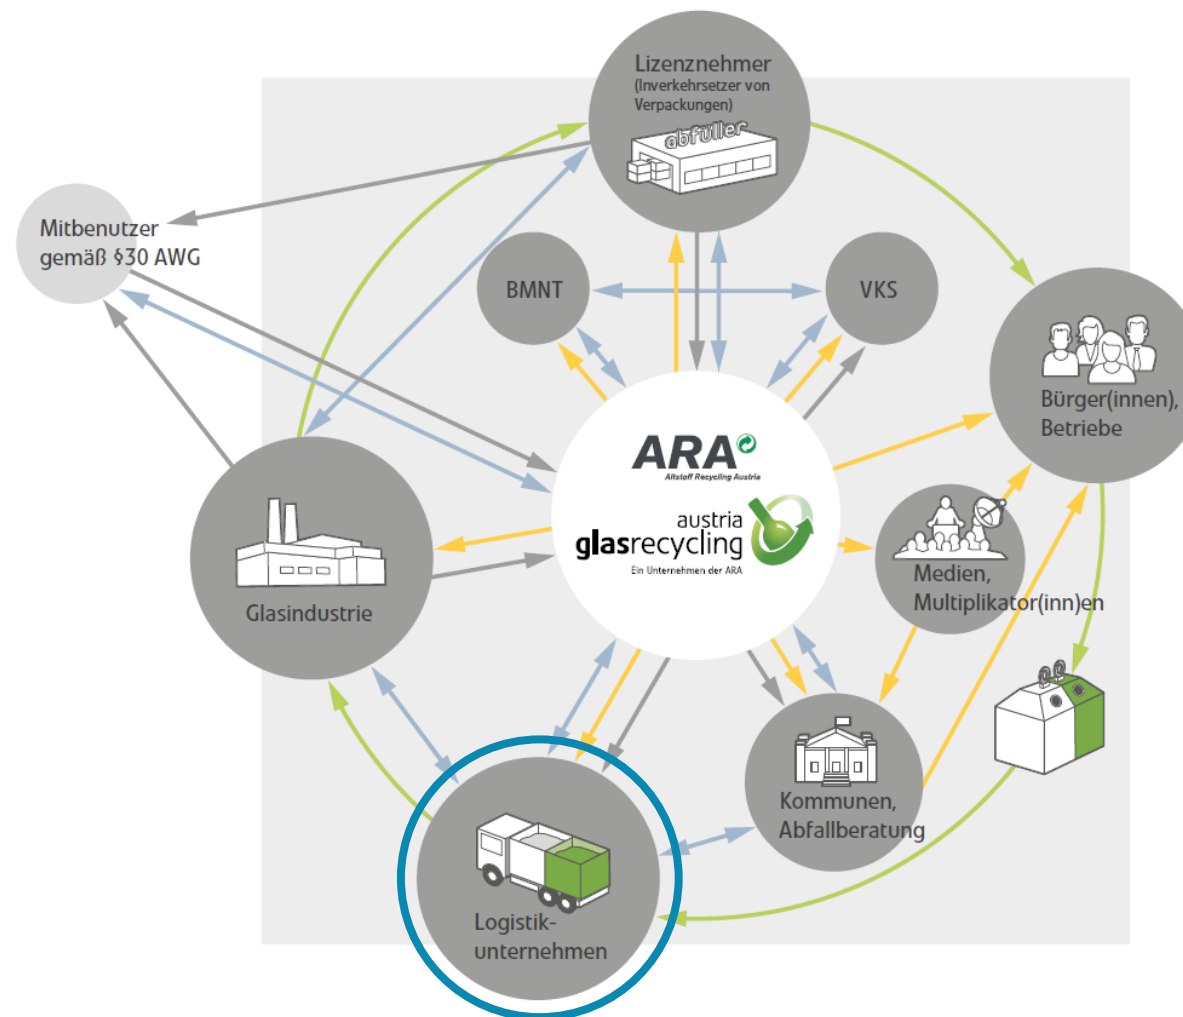 Lizenznehmer
(Inverkehrsetzer von
Verpackungen)
abfüller
Mitbenutzer
gemäß §30 AWG
BMNT
VKS
Bürger(innen),
Betriebe
ARA
Altstoff Recycling Austria
austria
glasrecycling
Ein Unternehmen der ARA
Medien,
Multiplikator(inn)en
Glasindustrie
Kommunen,
Abfallberatung
Logistik-
unternehmen